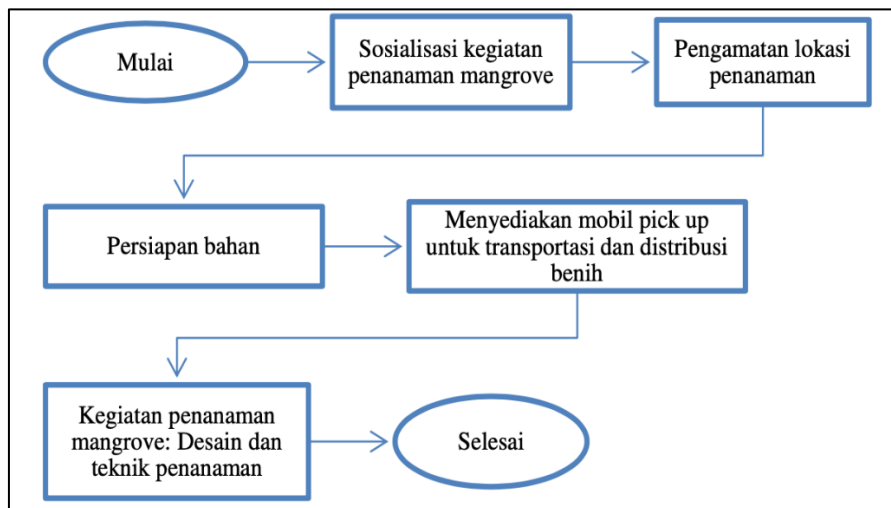 Mulai
Sosialisasi kegiatan
penanaman mangrove
Pengamatan lokasi
penanaman
Persiapan bahan
Menyediakan mobil pick up
untuk transportasi dan distribusi
benih
Kegiatan penanaman
mangrove: Desain dan
teknik penanaman
Selesai